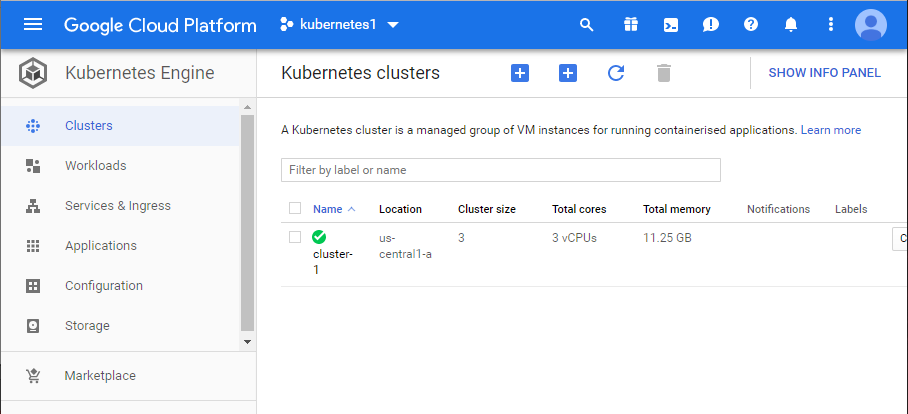 Google Cloud Platform
kubernetes1
Kubernetes Engine
Kubernetes clusters
SHOW INFO PANEL
Clusters
Workloads
Services & Ingress
Applications
Configuration
Storage
Marketplace
A Kubernetes cluster is a managed group of VM instances for running containerised applications. Learn more
Filter by label or name
Name Location Cluster size Total cores Total memory Notifications Labels
cluster-
1
us-
central1-a
3
3 vCPUs
11.25 GB
C